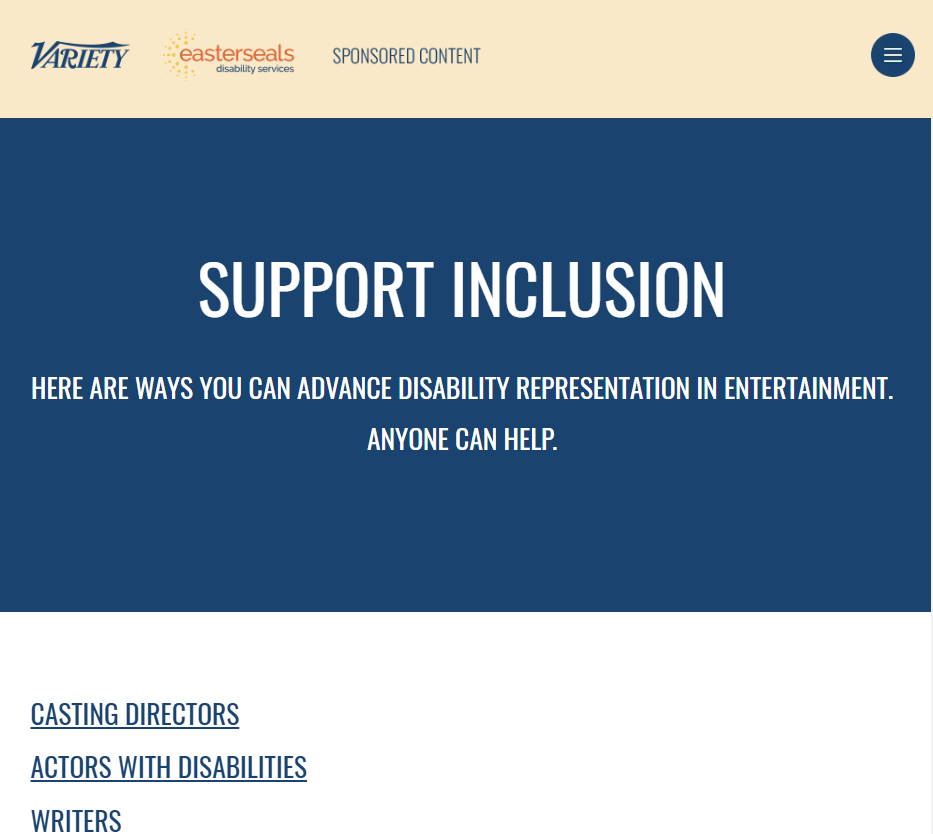 VARIETY
easterseals
disability services
SPONSORED CONTENT
SUPPORT INCLUSION
HERE ARE WAYS YOU CAN ADVANCE DISABILITY REPRESENTATION IN ENTERTAINMENT.
ANYONE CAN HELP.
CASTING DIRECTORS
ACTORS WITH DISABILITIES
WRITERS